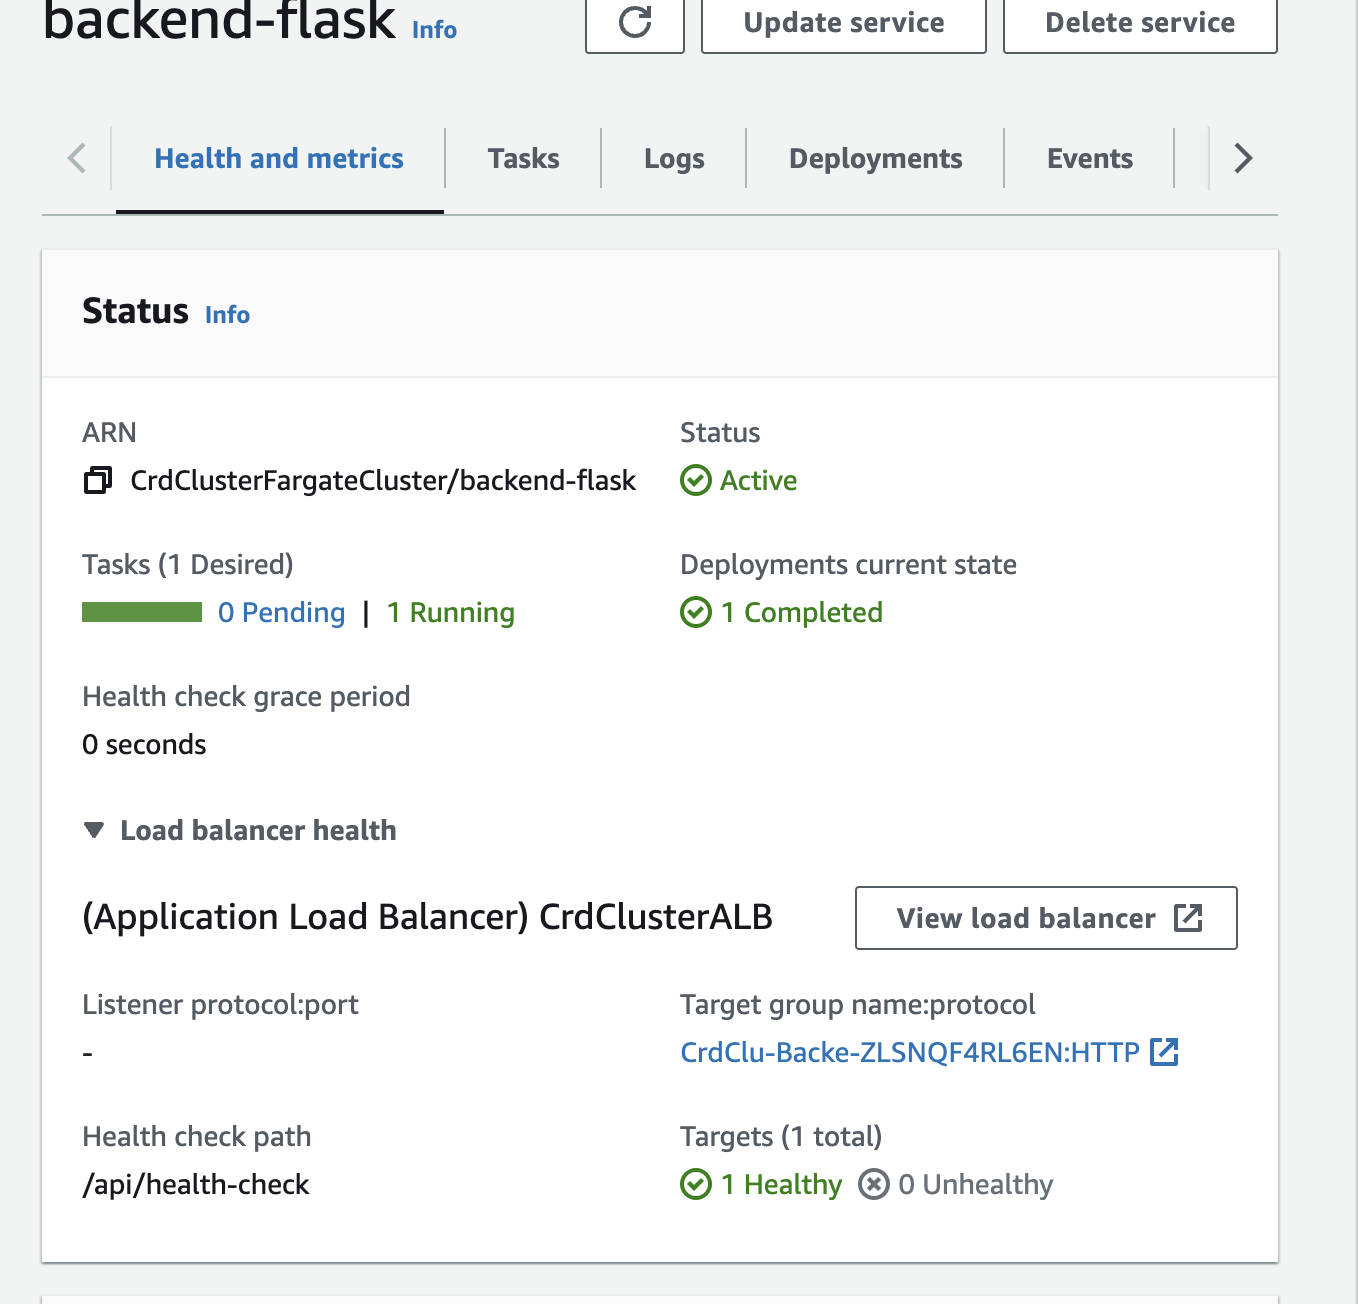 backend-flask Info
Update service
Delete service
Health and metrics
Tasks
Logs
Deployments
Events
Status Info
ARN
CrdClusterFargateCluster/backend-flask
Status
Active
Tasks (1 Desired)
0 Pending | 1 Running
Deployments current state
1 Completed
Health check grace period
0 seconds
Load balancer health
(Application Load Balancer) CrdClusterALB
View load balancer
Listener protocol:port
-
Target group name:protocol
CrdClu-Backe-ZLSNQF4RL6EN:HTTP
Health check path
/api/health-check
Targets (1 total)
1 Healthy 0 Unhealthy